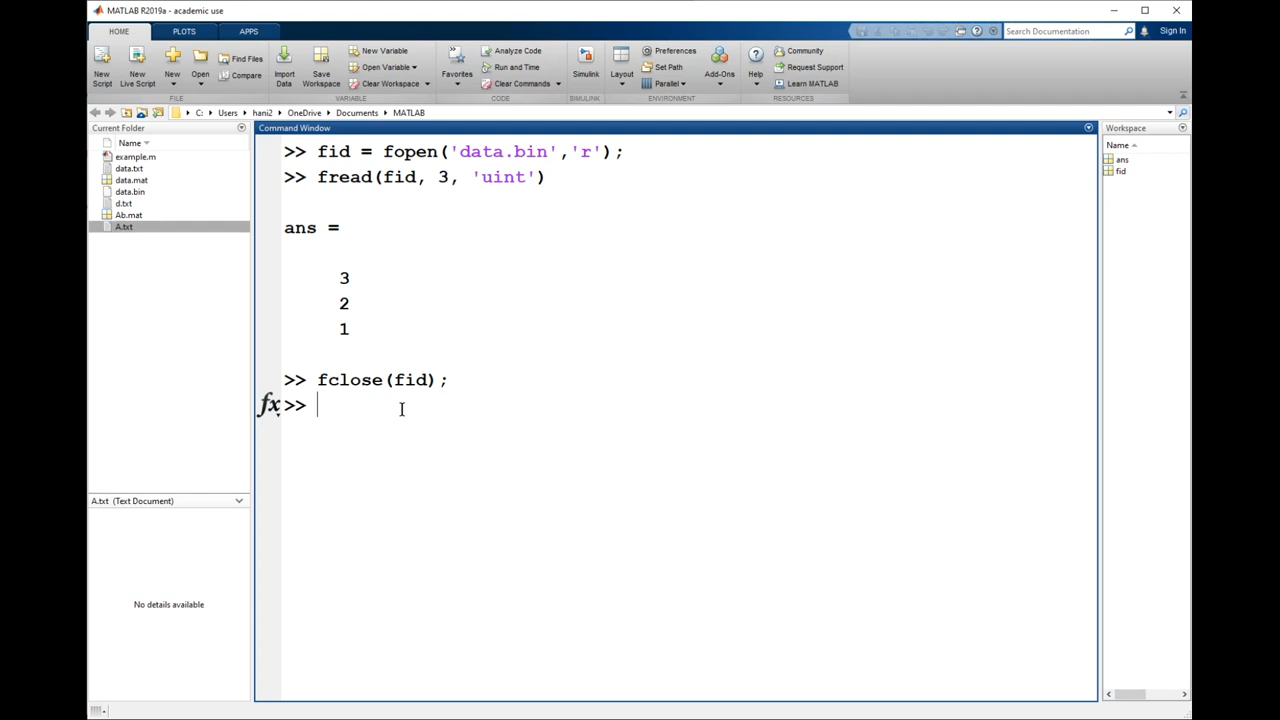 MATLAB R2019a - academic use
HOME PLOTS APPS
Search Documentation
Sign In
New Script
New Live Script
New
Open
Find Files
Compare
FILE
Import Data
Save Workspace
New Variable
Open Variable
Clear Workspace
VARIABLE
Favorites
Analyze Code
Run and Time
Clear Commands
CODE
Simulink
SIMULINK
Layout
Preferences
Set Path
Parallel
Add-Ons
ENVIRONMENT
Help
Community
Request Support
Learn MATLAB
RESOURCES
C: Users hani2 OneDrive Documents MATLAB
Current Folder
Name
example.m
data.txt
data.mat
data.bin
d.txt
Ab.mat
A.txt
A.txt (Text Document)
No details available
Command Window
>> fid = fopen('data.bin','r');
>> fread(fid, 3, 'uint')
ans =
3
2
1
>> fclose(fid);
fx >>
Workspace
Name
ans
fid